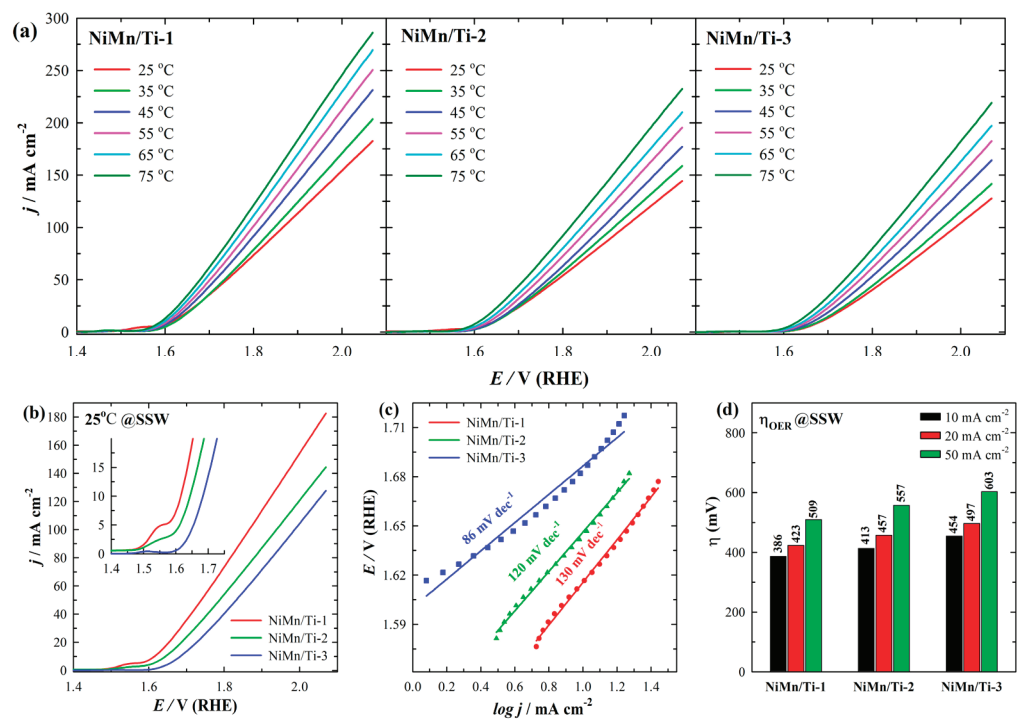 (a)
NiMn/Ti-1
NiMn/Ti-2
NiMn/Ti-3
25 °C
35 °C
45 °C
55 °C
65 °C
75 °C
25 °C
35 °C
45 °C
55 °C
65 °C
75 °C
25 °C
35 °C
45 °C
55 °C
65 °C
75 °C
300
250
200
150
100
50
0
j / mA cm⁻²
1.4 1.6 1.8 2.0 1.6 1.8 2.0 1.6 1.8 2.0
E / V (RHE)
(b)
25°C @SSW
180
160
140
120
100
80
60
40
20
0
j / mA cm⁻²
15
10
5
0
1.4 1.5 1.6 1.7
NiMn/Ti-1
NiMn/Ti-2
NiMn/Ti-3
1.4 1.6 1.8 2.0
E / V (RHE)
(c)
NiMn/Ti-1
NiMn/Ti-2
NiMn/Ti-3
1.71
1.68
1.65
1.62
1.59
E / V (RHE)
86 mV dec⁻¹
120 mV dec⁻¹
130 mV dec⁻¹
0.0 0.2 0.4 0.6 0.8 1.0 1.2 1.4
log j / mA cm⁻²
(d)
η_OER @SSW
10 mA cm⁻²
20 mA cm⁻²
50 mA cm⁻²
800
600
400
200
0
η (mV)
386 423 509
413 457 557
454 497 603
NiMn/Ti-1 NiMn/Ti-2 NiMn/Ti-3